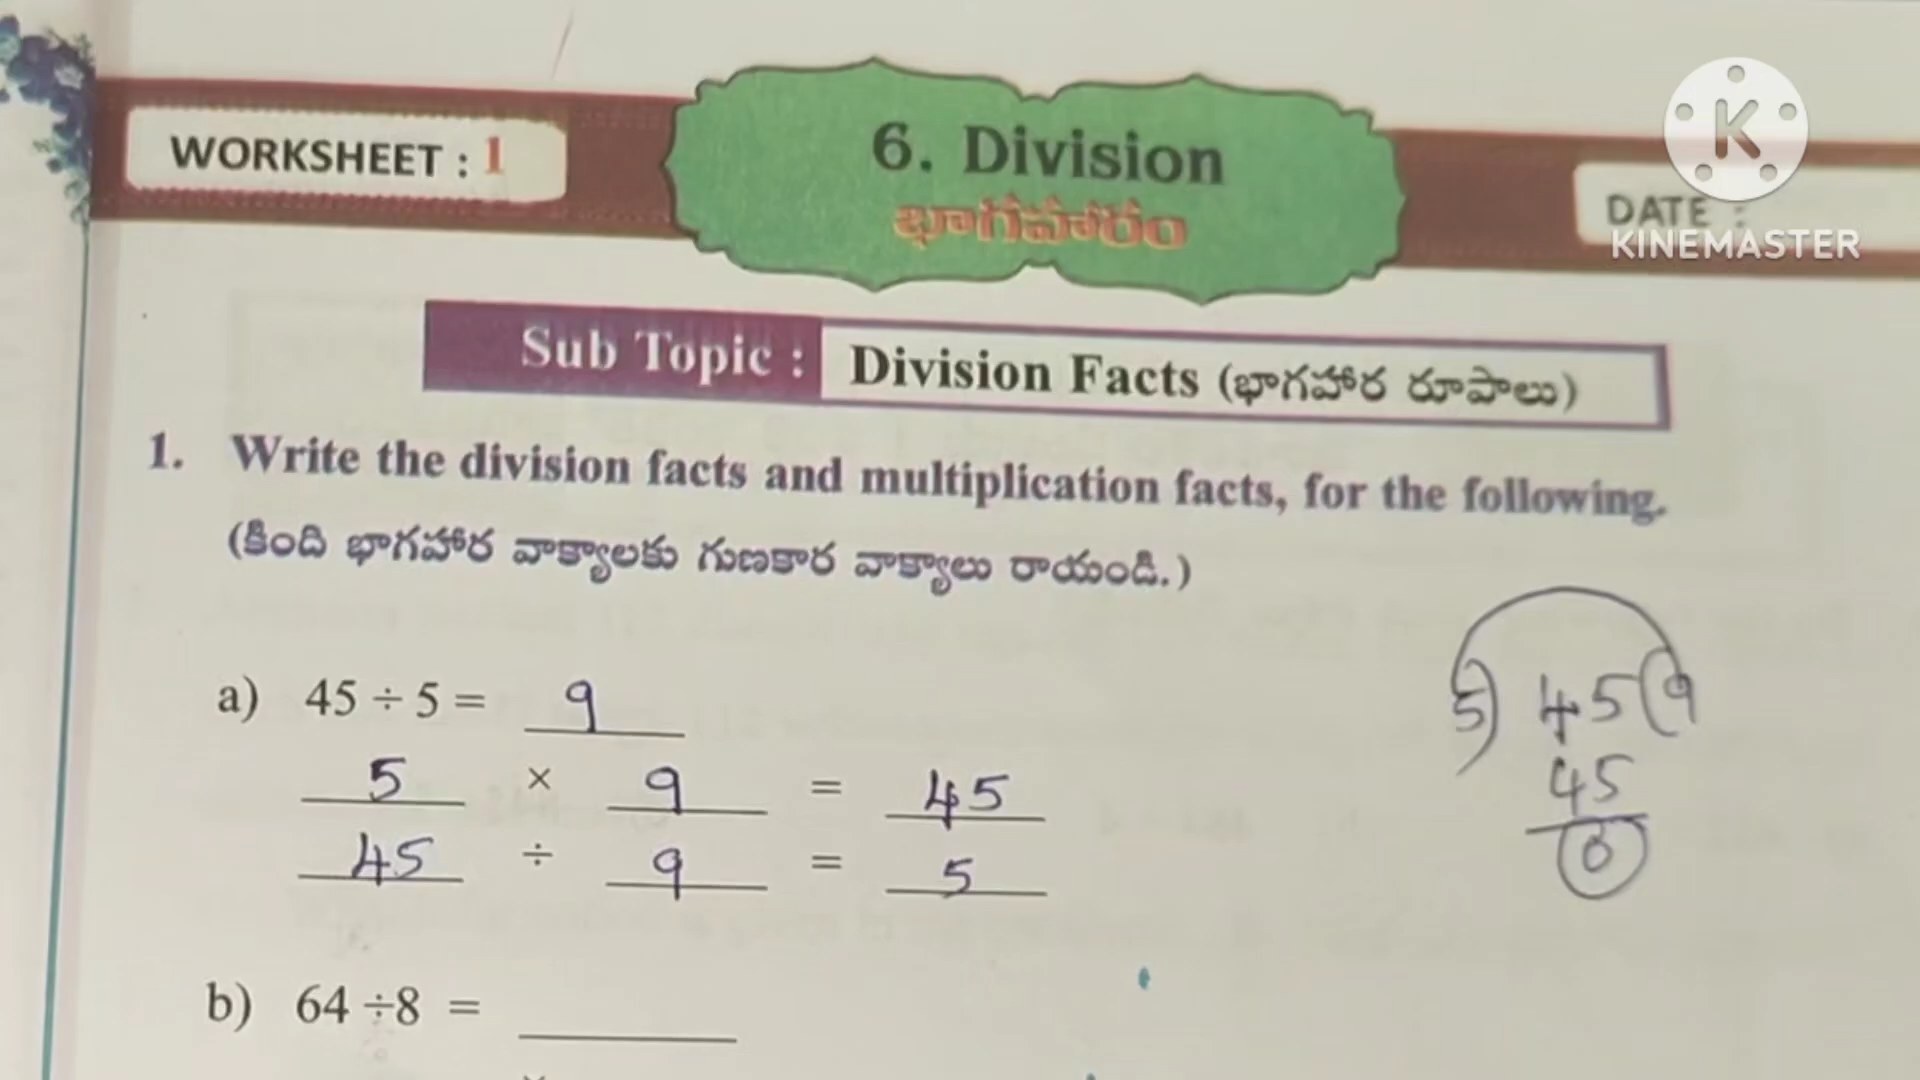 WORKSHEET : 1
6. Division
భాగహారం
DATE :
K
KINEMASTER
Sub Topic : Division Facts (భాగహార రూపాలు)
1. Write the division facts and multiplication facts, for the following.
(కింది భాగహార వాక్యాలకు గుణకార వాక్యాలు రాయండి.)
a) 45 ÷ 5 = 9
5 × 9 = 45
45 ÷ 9 = 5
5) 45 (9
45
0
b) 64 ÷8 =